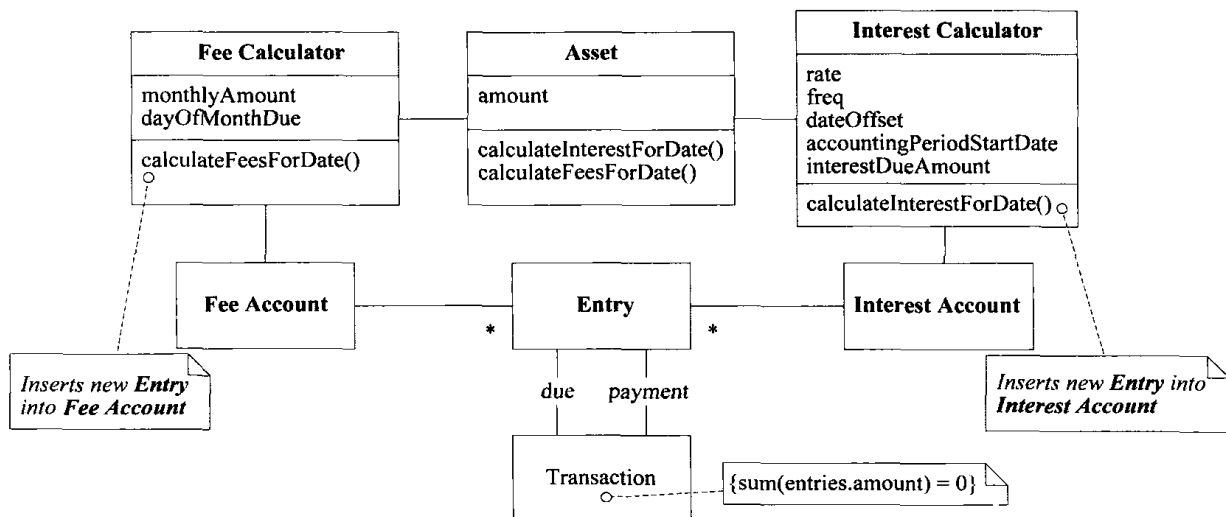 Fee Calculator
monthlyAmount
dayOfMonthDue
calculateFeesForDate()
Asset
amount
calculateInterestForDate()
calculateFeesForDate()
Interest Calculator
rate
freq
dateOffset
accountingPeriodStartDate
interestDueAmount
calculateInterestForDate()
Fee Account
*
Entry
*
Interest Account
Inserts new Entry
into Fee Account
due
payment
Inserts new Entry into
Interest Account
Transaction
{sum(entries.amount) = 0}